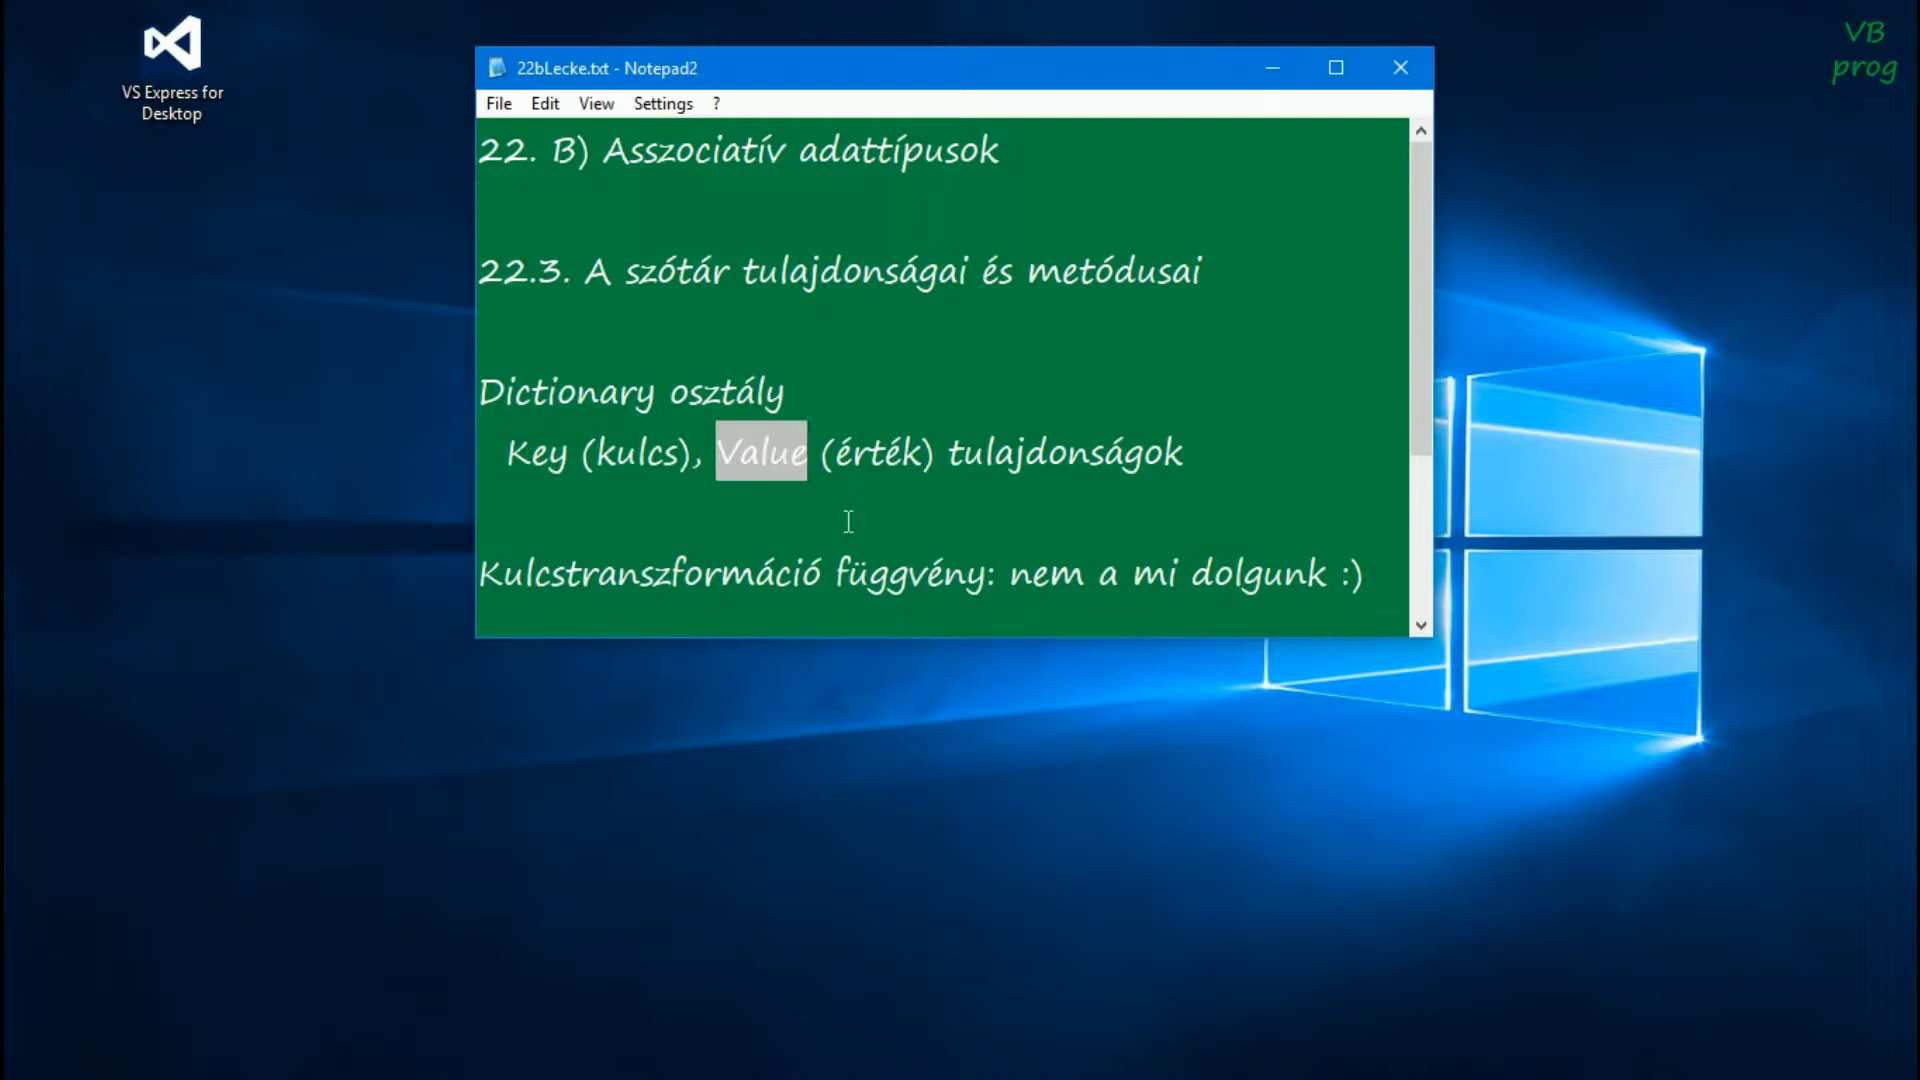 VS Express for
Desktop
VB
prog
22bLecke.txt - Notepad2
File Edit View Settings ?
22. B) Asszociatív adattípusok
22.3. A szótár tulajdonságai és metódusai
Dictionary osztály
Key (kulcs), Value (érték) tulajdonságok
Kulcstranszformáció függvény: nem a mi dolgunk :)